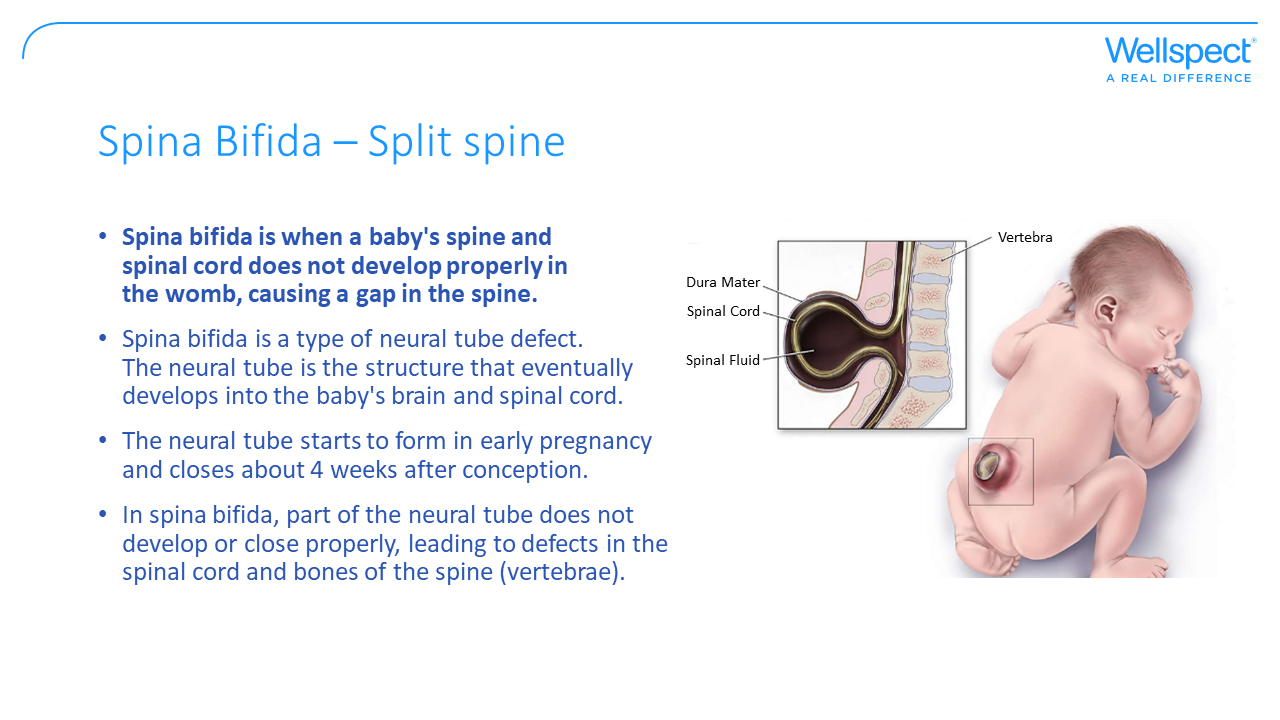 Wellspect®
A REAL DIFFERENCE
Spina Bifida – Split spine
• Spina bifida is when a baby's spine and
spinal cord does not develop properly in
the womb, causing a gap in the spine.
• Spina bifida is a type of neural tube defect.
The neural tube is the structure that eventually
develops into the baby's brain and spinal cord.
• The neural tube starts to form in early pregnancy
and closes about 4 weeks after conception.
• In spina bifida, part of the neural tube does not
develop or close properly, leading to defects in the
spinal cord and bones of the spine (vertebrae).
Vertebra
Dura Mater
Spinal Cord
Spinal Fluid